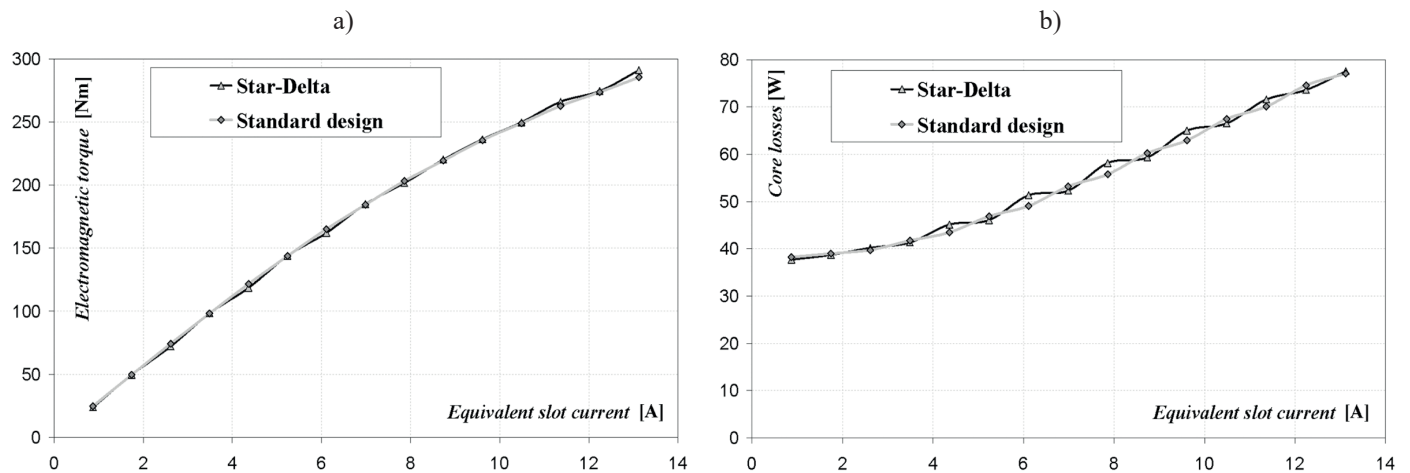 a)
300
250
200
150
100
50
0
Electromagnetic torque [Nm]
Star-Delta
Standard design
Equivalent slot current [A]
0 2 4 6 8 10 12 14
b)
80
70
60
50
40
30
20
10
0
Core losses [W]
Star-Delta
Standard design
Equivalent slot current [A]
0 2 4 6 8 10 12 14